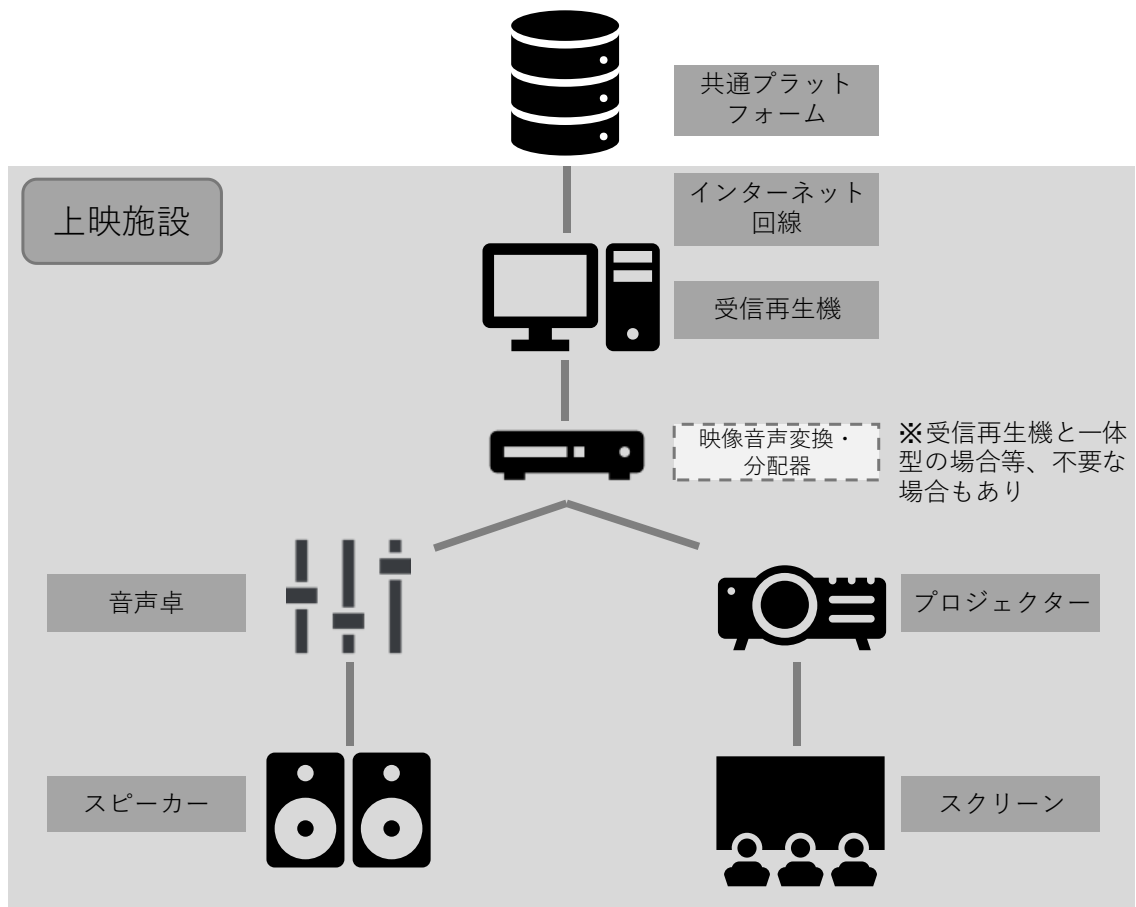 共通プラット
フォーム
上映施設
インターネット
回線
受信再生機
映像音声変換・
分配器
※受信再生機と一体
型の場合等、不要な
場合もあり
音声卓
プロジェクター
スピーカー
スクリーン